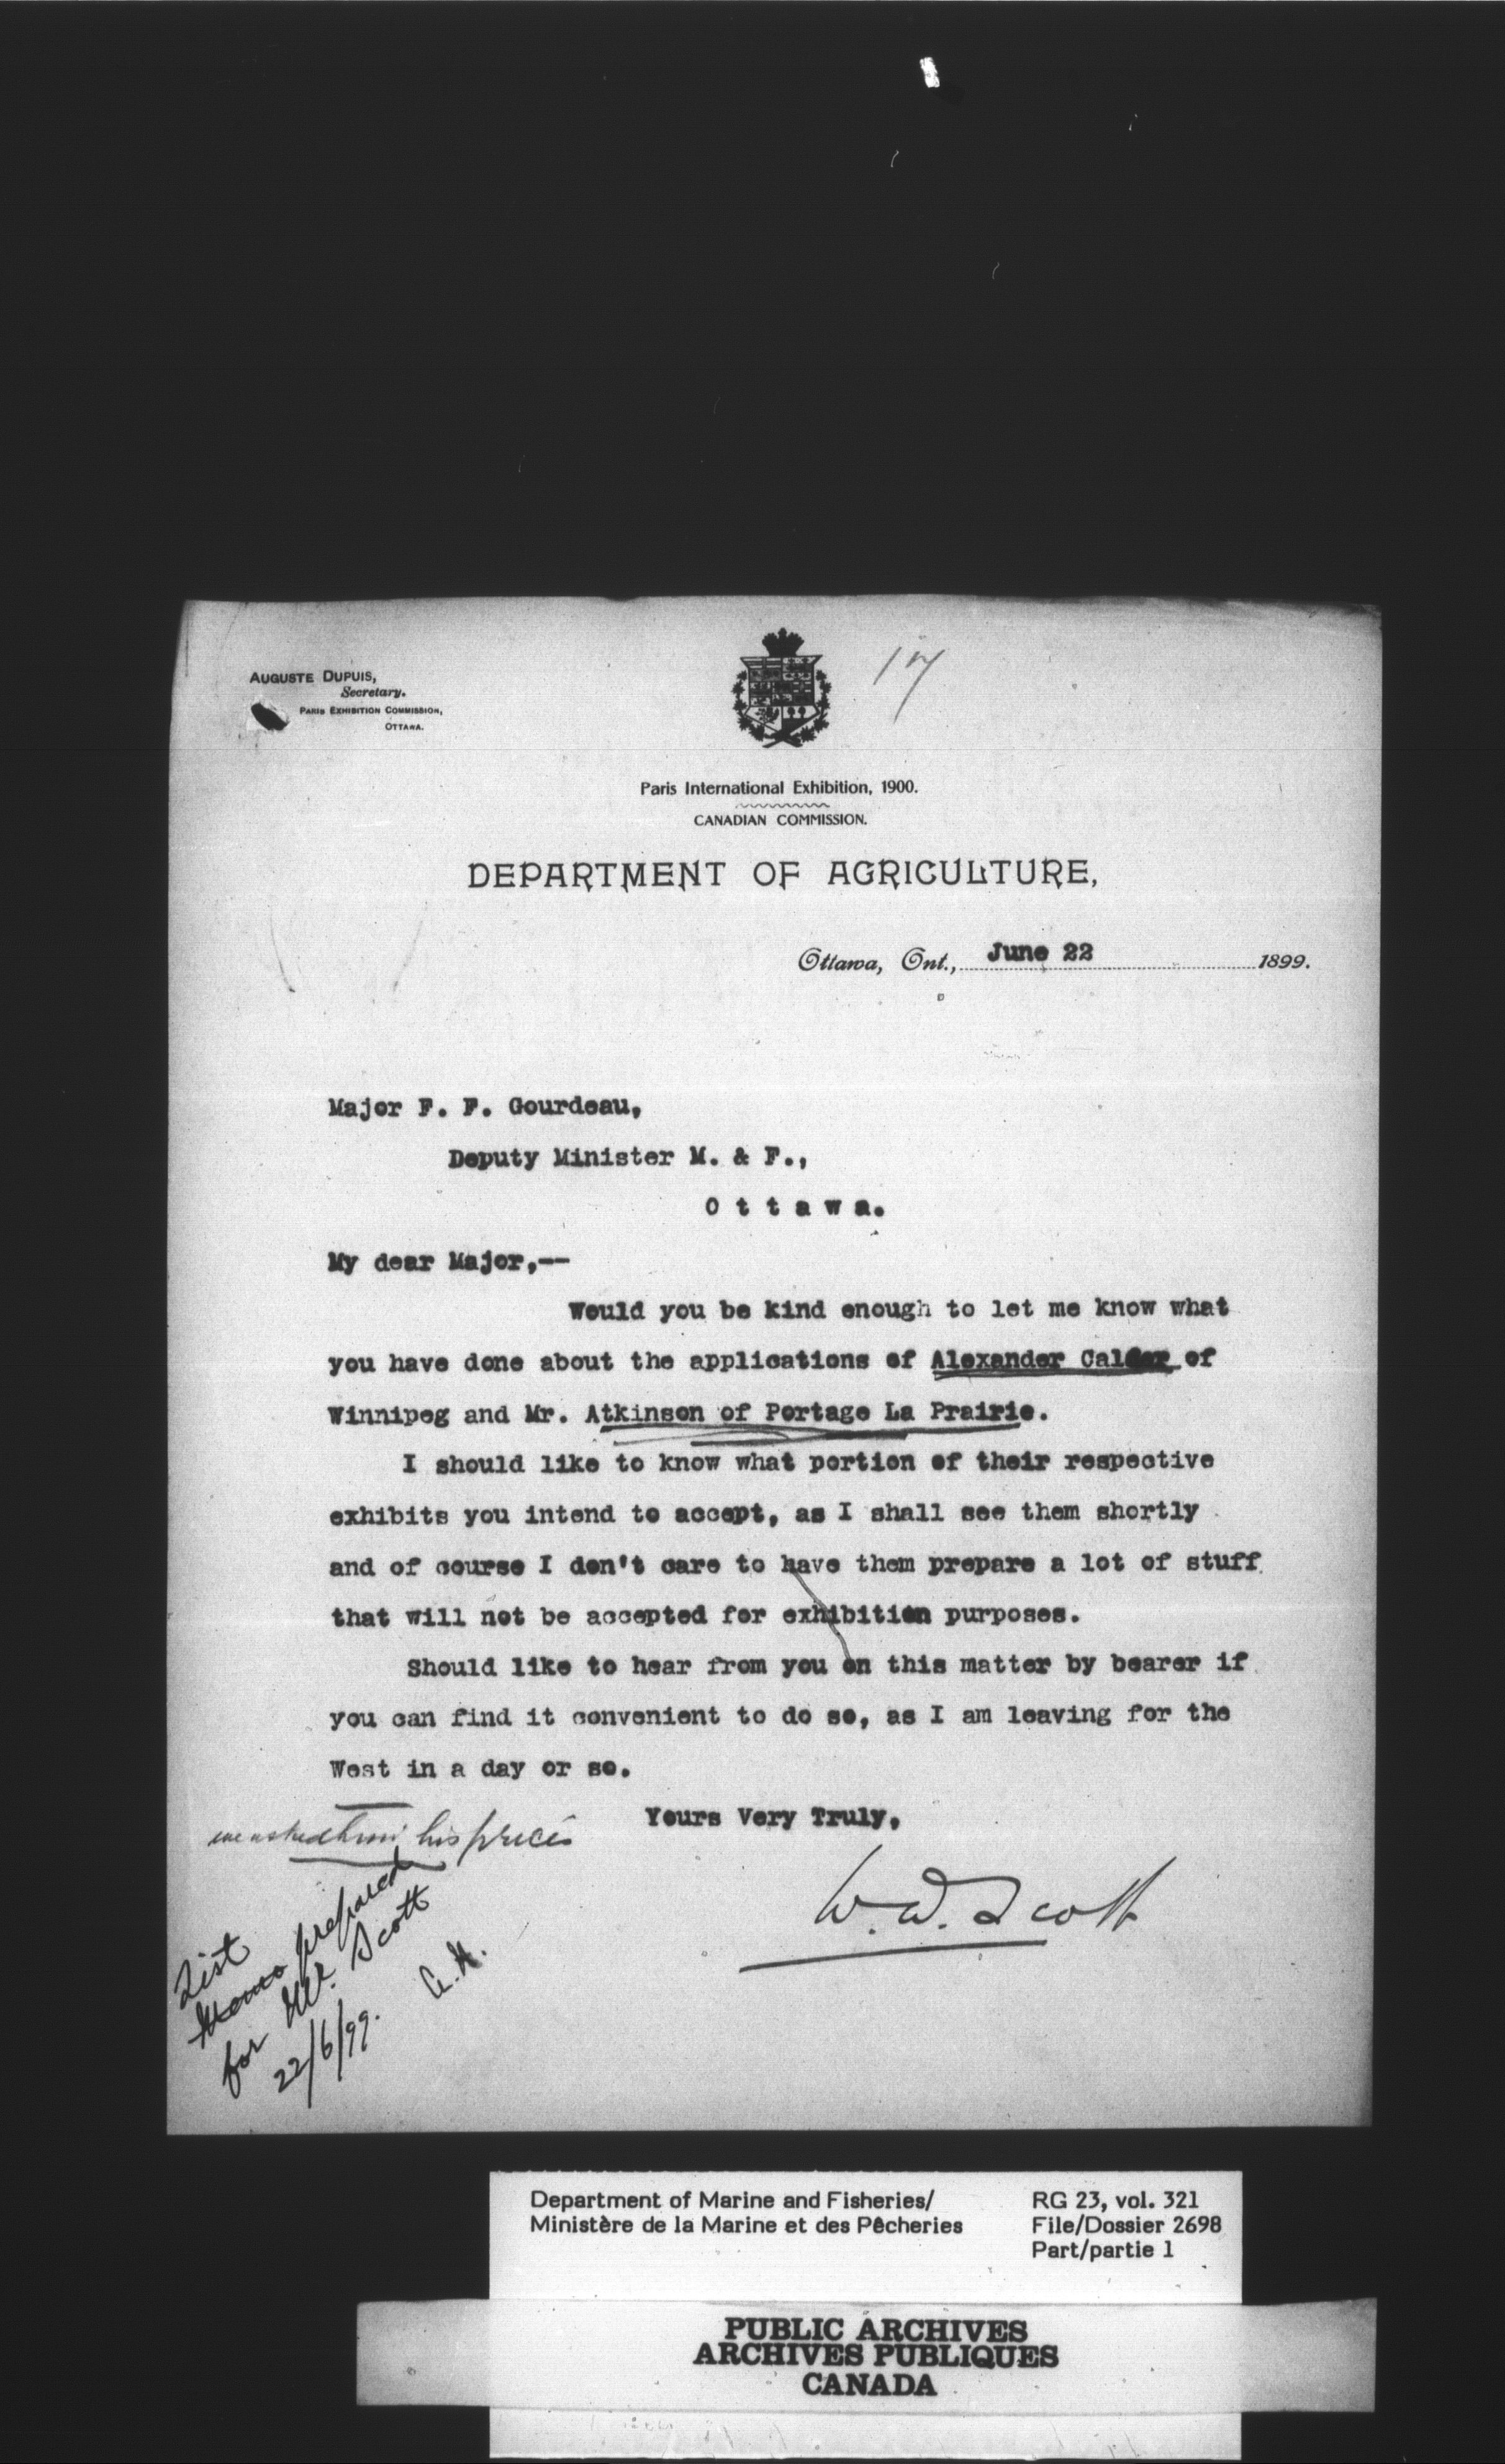 17
AUGUSTE DUPUIS,
Secretary.
PARIS EXHIBITION COMMISSION,
OTTAWA.
Paris International Exhibition, 1900.
CANADIAN COMMISSION.
DEPARTMENT OF AGRICULTURE,
Ottawa, Ont., June 22 1899.
Major F. F. Gourdeau,
Deputy Minister M. & F.,
O t t a w a.
My dear Major,--
Would you be kind enough to let me know what
you have done about the applications of Alexander Calder of
Winnipeg and Mr. Atkinson of Portage La Prairie.
I should like to know what portion of their respective
exhibits you intend to accept, as I shall see them shortly
and of course I don't care to have them prepare a lot of stuff
that will not be accepted for exhibition purposes.
Should like to hear from you on this matter by bearer if
you can find it convenient to do so, as I am leaving for the
West in a day or so.
Yours Very Truly,
we asked him his prices
W. D. Scott
List
Memo prepared
for Mr. Scott
22/6/99.
Public Archives label:
Department of Marine and Fisheries/
Ministère de la Marine et des Pêcheries
RG 23, vol. 321
File/Dossier 2698
Part/partie 1
PUBLIC ARCHIVES
ARCHIVES PUBLIQUES
CANADA